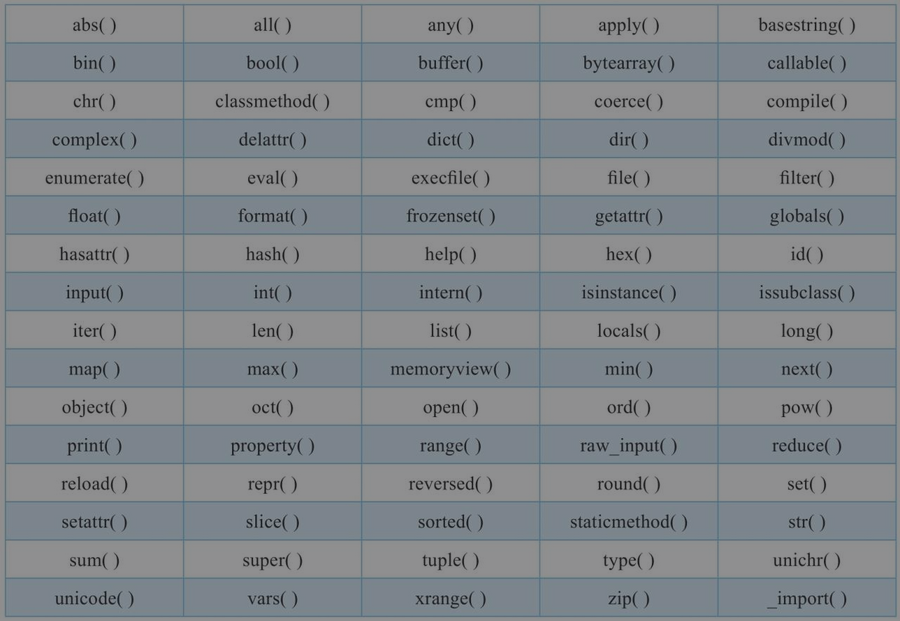 abs( ) all( ) any( ) apply( ) basestring( )
bin( ) bool( ) buffer( ) bytearray( ) callable( )
chr( ) classmethod( ) cmp( ) coerce( ) compile( )
complex( ) delattr( ) dict( ) dir( ) divmod( )
enumerate( ) eval( ) execfile( ) file( ) filter( )
float( ) format( ) frozenset( ) getattr( ) globals( )
hasattr( ) hash( ) help( ) hex( ) id( )
input( ) int( ) intern( ) isinstance( ) issubclass( )
iter( ) len( ) list( ) locals( ) long( )
map( ) max( ) memoryview( ) min( ) next( )
object( ) oct( ) open( ) ord( ) pow( )
print( ) property( ) range( ) raw_input( ) reduce( )
reload( ) repr( ) reversed( ) round( ) set( )
setattr( ) slice( ) sorted( ) staticmethod( ) str( )
sum( ) super( ) tuple( ) type( ) unichr( )
unicode( ) vars( ) xrange( ) zip( ) _import( )